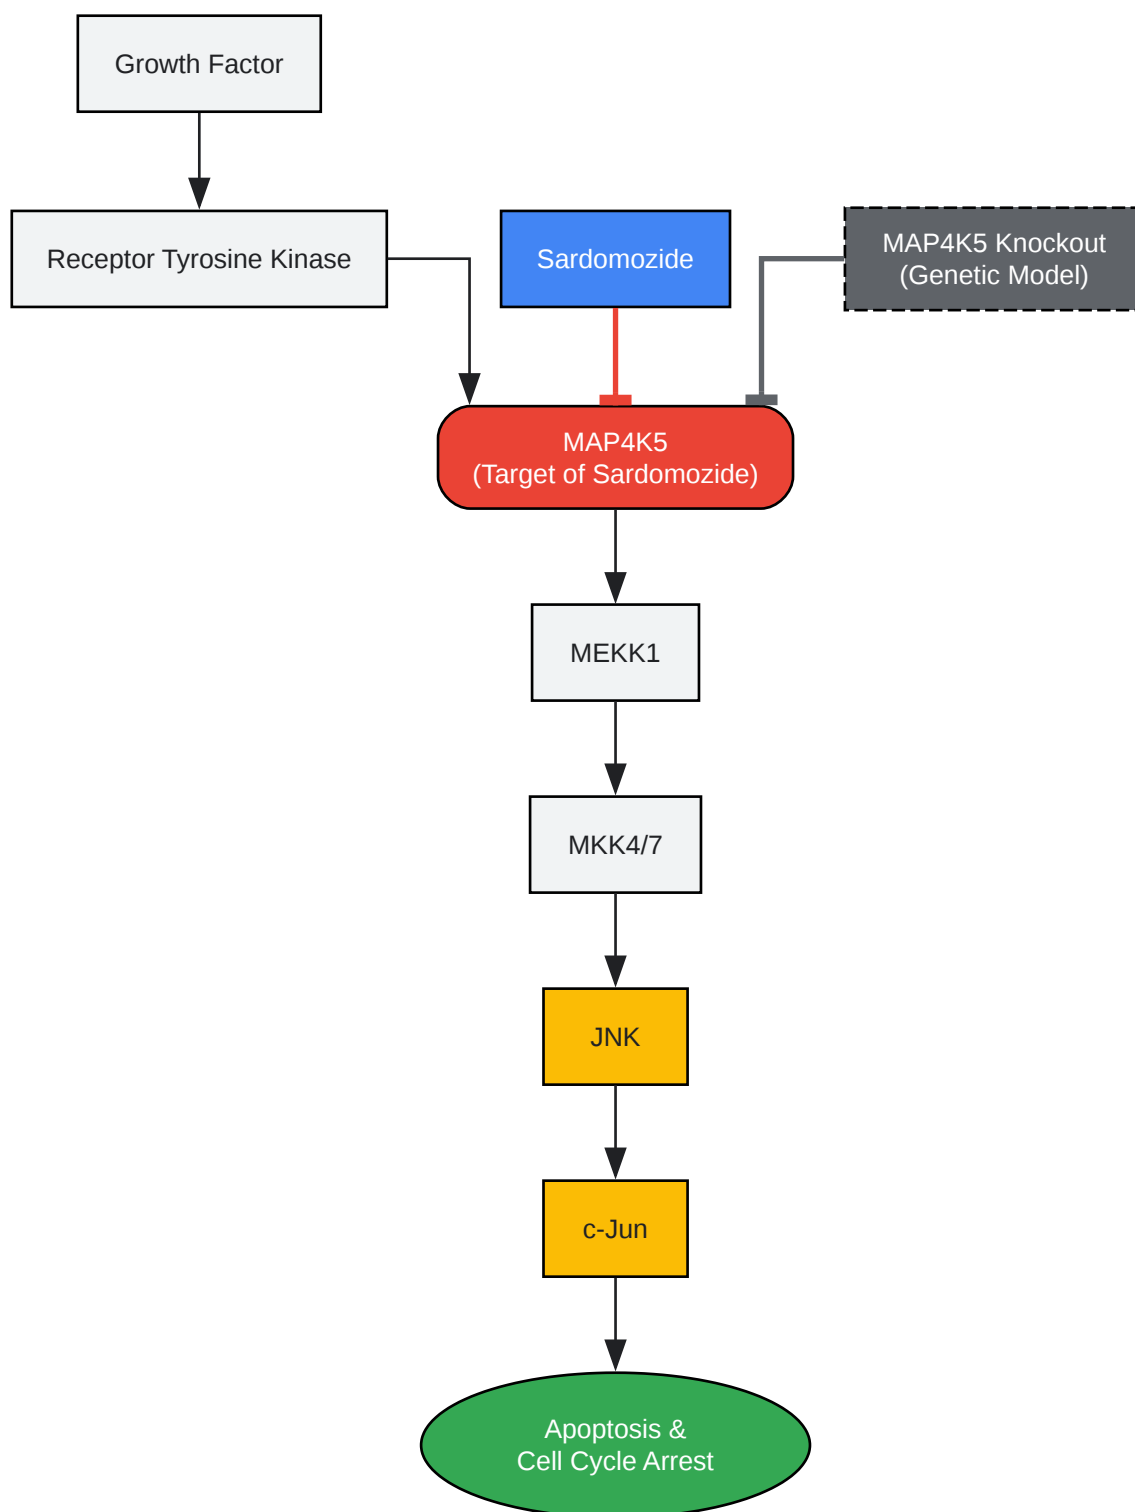 Growth Factor
Receptor Tyrosine Kinase
Sardomozide
MAP4K5 Knockout
(Genetic Model)
MAP4K5
(Target of Sardomozide)
MEKK1
MKK4/7
JNK
c-Jun
Apoptosis &
Cell Cycle Arrest